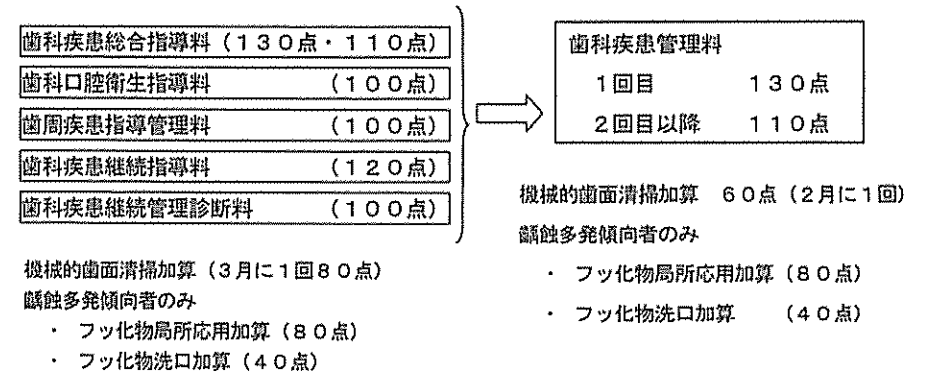 歯科疾患総合指導料(130点・110点)
歯科口腔衛生指導料 (100点)
歯周疾患指導管理料 (100点)
歯科疾患継続指導料 (120点)
歯科疾患継続管理診断料 (100点)
機械的歯面清掃加算(3月に1回80点)
齲蝕多発傾向者のみ
・ フッ化物局所応用加算(80点)
・ フッ化物洗口加算(40点)
歯科疾患管理料
1回目 130点
2回目以降 110点
機械的歯面清掃加算 60点(2月に1回)
齲蝕多発傾向者のみ
・ フッ化物局所応用加算(80点)
・ フッ化物洗口加算 (40点)